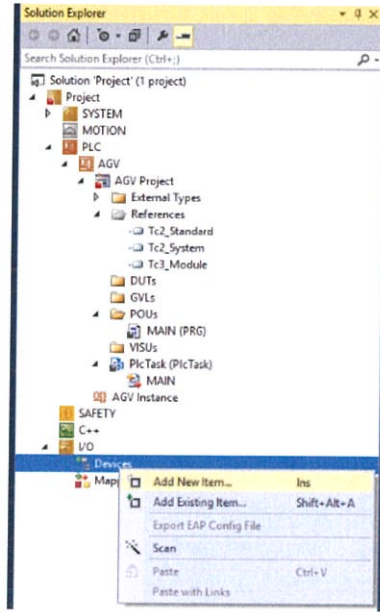 Solution Explorer
Search Solution Explorer (Ctrl+;)
Solution 'Project' (1 project)
Project
SYSTEM
MOTION
PLC
AGV
AGV Project
External Types
References
Tc2_Standard
Tc2_System
Tc3_Module
DUTs
GVLs
POUs
MAIN (PRG)
VISUs
PlcTask (PlcTask)
MAIN
AGV Instance
SAFETY
C++
I/O
Devices
Mapp
Add New Item... Ins
Add Existing Item... Shift+Alt+A
Export EAP Config File
Scan
Paste Ctrl+V
Paste with Links